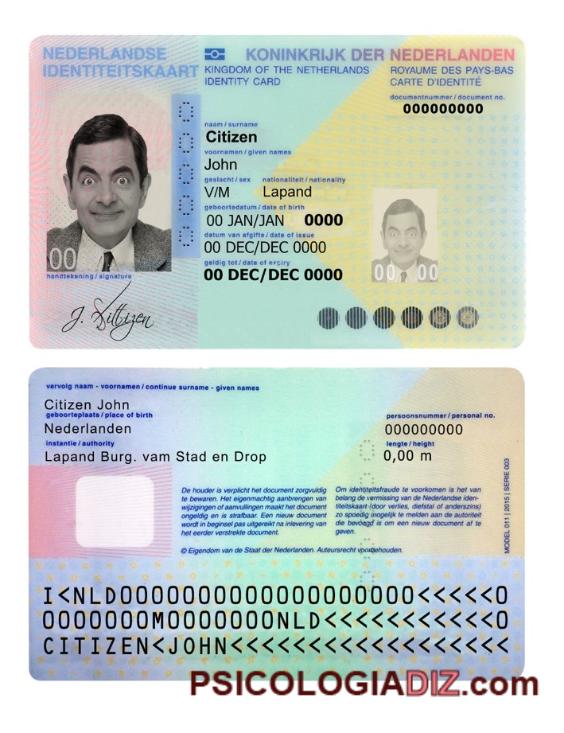 NEDERLANDSE
IDENTITEITSKAART
KONINKRIJK DER NEDERLANDEN
KINGDOM OF THE NETHERLANDS
IDENTITY CARD
ROYAUME DES PAYS-BAS
CARTE D'IDENTITÉ
documentnummer / document no.
000000000
naam / surname
Citizen
voornamen / given names
John
geslacht / sex nationaliteit / nationality
V/M Lapand
geboortedatum / date of birth
00 JAN/JAN 0000
datum van afgifte / date of issue
00 DEC/DEC 0000
geldig tot / date of expiry
00 DEC/DEC 0000
00
00 00
handtekening / signature
J. Sittizen
vervolg naam - voornamen / continue surname - given names
Citizen John
geboorteplaats / place of birth
Nederlanden
instantie / authority
Lapand Burg. vam Stad en Drop
persoonsnummer / personal no.
000000000
lengte / height
0,00 m
De houder is verplicht het document zorgvuldig
te bewaren. Het eigenmachtig aanbrengen van
wijzigingen of aanvullingen maakt het document
ongeldig en is strafbaar. Een nieuw document
wordt in beginsel pas uitgereikt na inlevering van
het eerder verstrekte document.
© Eigendom van de Staat der Nederlanden. Auteursrecht voorbehouden.
Om identiteitsfraude te voorkomen is het van
belang de vermissing van de Nederlandse iden-
titeitskaart (door verlies, diefstal of anderszins)
zo spoedig mogelijk te melden aan de autoriteit
die bevoegd is om een nieuw document af te
geven.
MODEL 011 | 2015 | SERIE 003
I<NLD00000000000000000000<<<<<0
0000000M0000000NLD<<<<<<<<<<<0
CITIZEN<JOHN<<<<<<<<<<<<<<<<<<
PSICOLOGIADIZ.com